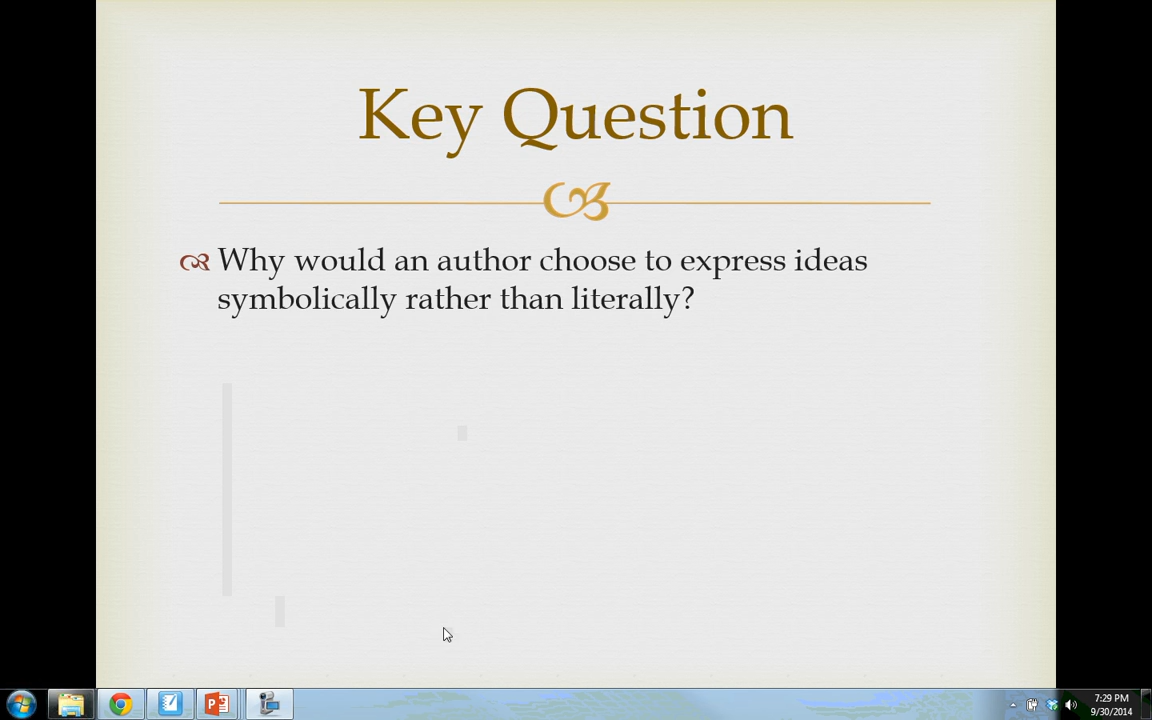 Key Question
Why would an author choose to express ideas
symbolically rather than literally?
7:29 PM
9/30/2014